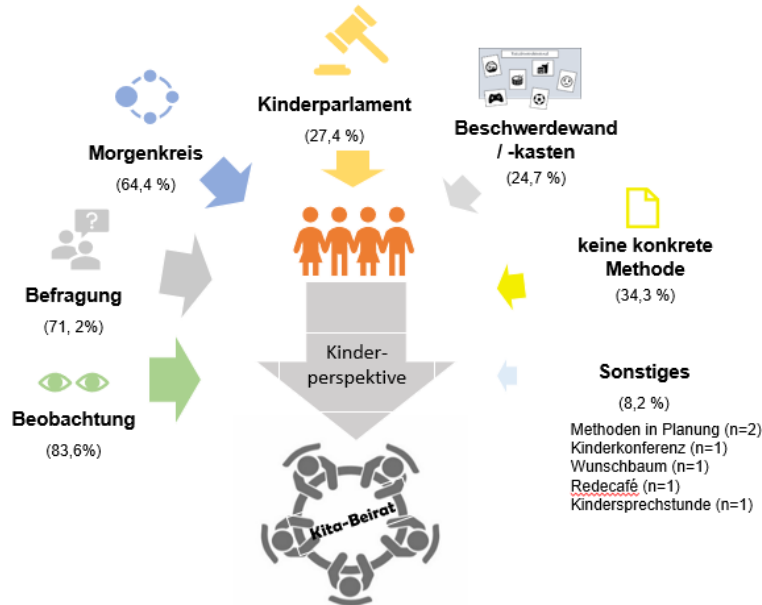 Kinderparlament
(27,4 %)
Beschwerdewand
/ -kasten
(24,7 %)
Morgenkreis
(64,4 %)
?
keine konkrete
Methode
(34,3 %)
Befragung
(71, 2%)
Kinder-
perspektive
Sonstiges
(8,2 %)
Methoden in Planung (n=2)
Kinderkonferenz (n=1)
Wunschbaum (n=1)
Redecafé (n=1)
Kindersprechstunde (n=1)
Beobachtung
(83,6%)
Kita-Beirat